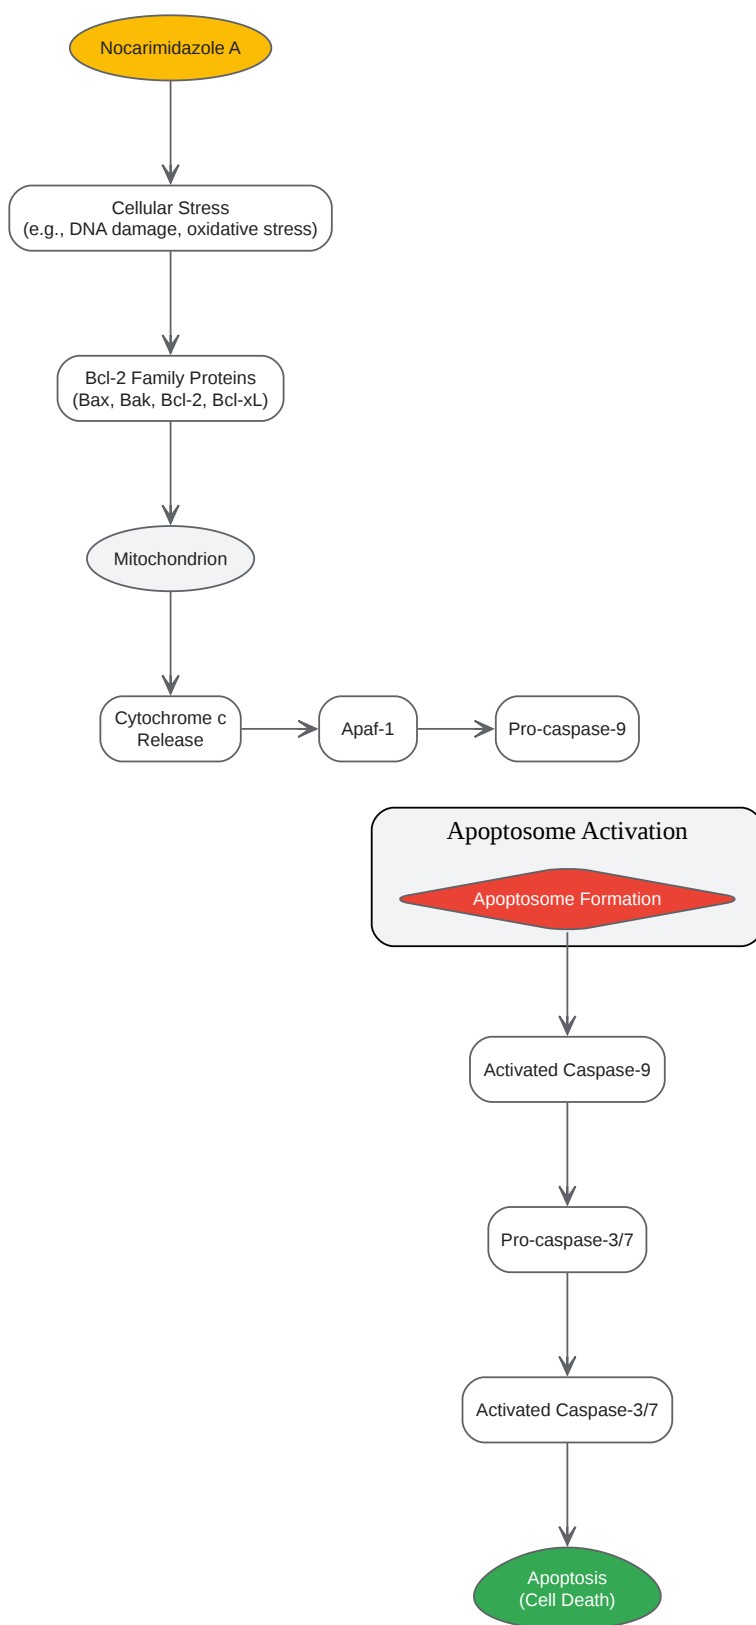 Nocarimidazole A
Cellular Stress
(e.g., DNA damage, oxidative stress)
Bcl-2 Family Proteins
(Bax, Bak, Bcl-2, Bcl-xL)
Mitochondrion
Cytochrome c
Release
Apaf-1
Pro-caspase-9
Apoptosome Activation
Apoptosome Formation
Activated Caspase-9
Pro-caspase-3/7
Activated Caspase-3/7
Apoptosis
(Cell Death)